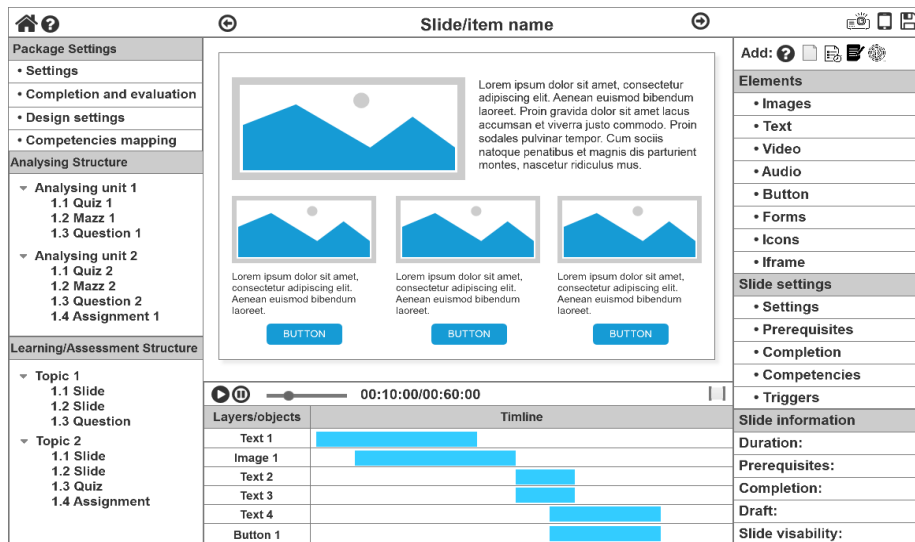 Slide/item name
Package Settings
• Settings
• Completion and evaluation
• Design settings
• Competencies mapping
Analysing Structure
Analysing unit 1
1.1 Quiz 1
1.2 Mazz 1
1.3 Question 1
Analysing unit 2
1.1 Quiz 2
1.2 Mazz 2
1.3 Question 2
1.4 Assignment 1
Learning/Assessment Structure
Topic 1
1.1 Slide
1.2 Slide
1.3 Question
Topic 2
1.1 Slide
1.2 Slide
1.3 Quiz
1.4 Assignment
Lorem ipsum dolor sit amet, consectetur
adipiscing elit. Aenean euismod bibendum
laoreet. Proin gravida dolor sit amet lacus
accumsan et viverra justo commodo. Proin
sodales pulvinar tempor. Cum sociis
natoque penatibus et magnis dis parturient
montes, nascetur ridiculus mus.
Lorem ipsum dolor sit amet,
consectetur adipiscing elit.
Aenean euismod bibendum
laoreet.
BUTTON
Lorem ipsum dolor sit amet,
consectetur adipiscing elit.
Aenean euismod bibendum
laoreet.
BUTTON
Lorem ipsum dolor sit amet,
consectetur adipiscing elit.
Aenean euismod bibendum
laoreet.
BUTTON
00:10:00/00:60:00
Layers/objects Timline
Text 1
Image 1
Text 2
Text 3
Text 4
Button 1
Add:
Elements
• Images
• Text
• Video
• Audio
• Button
• Forms
• Icons
• Iframe
Slide settings
• Settings
• Prerequisites
• Completion
• Competencies
• Triggers
Slide information
Duration:
Prerequisites:
Completion:
Draft:
Slide visability: